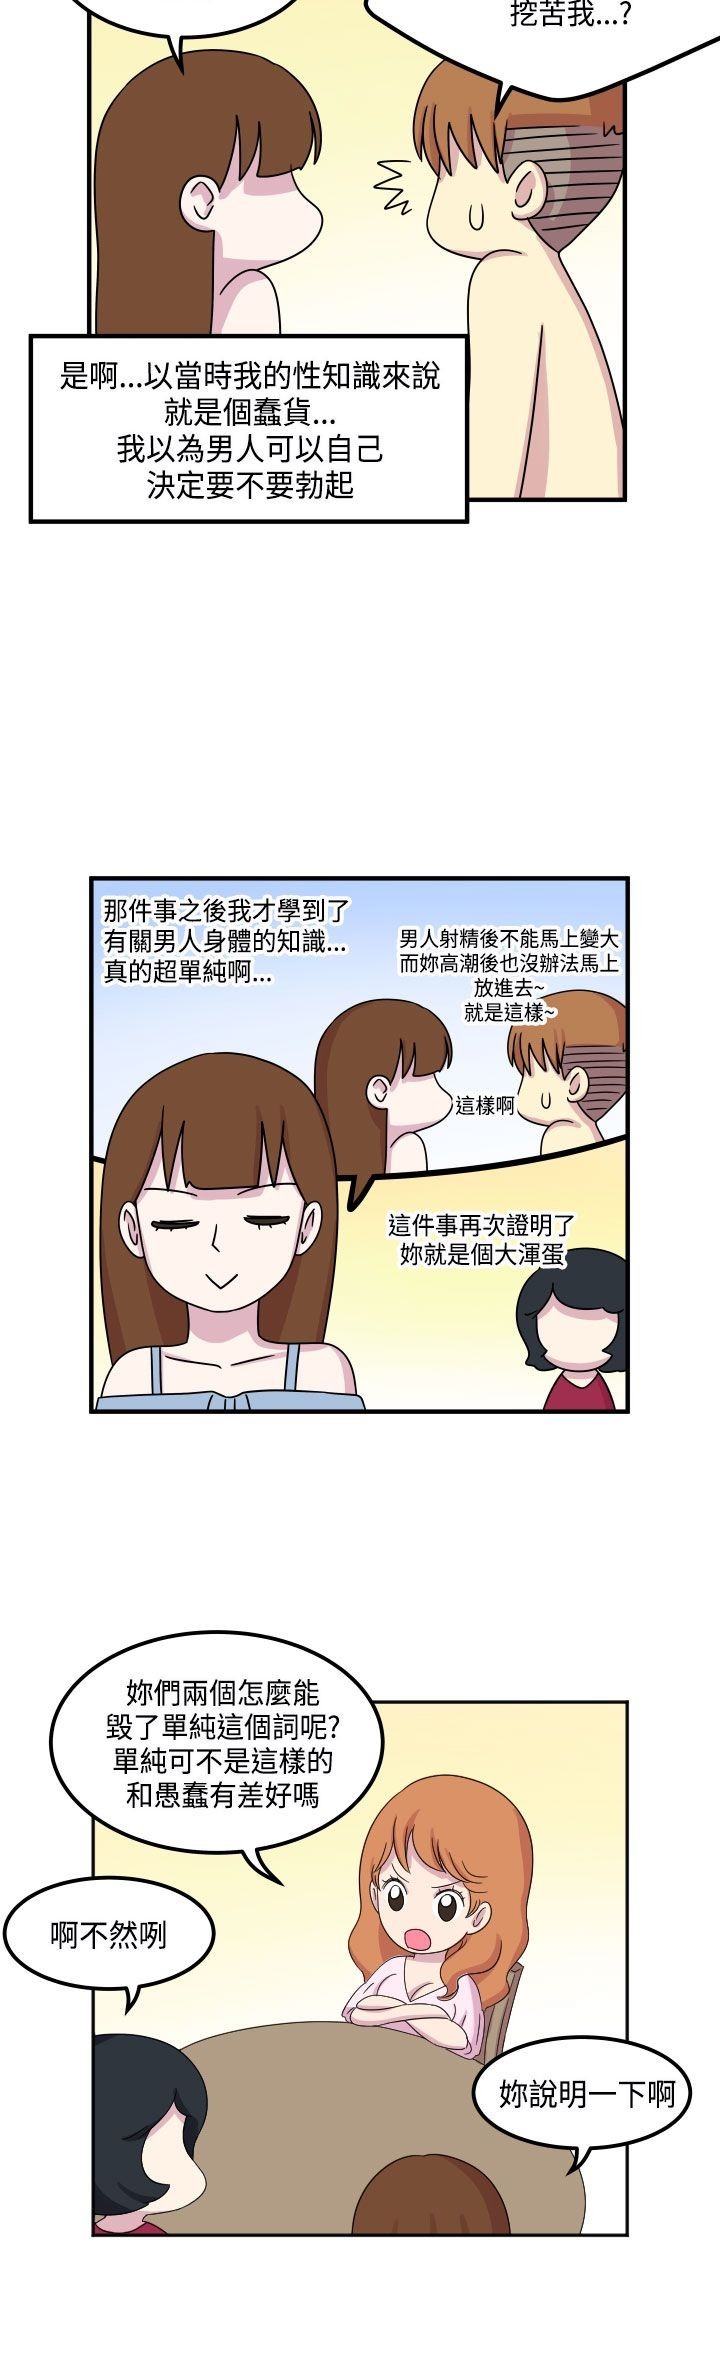 挖苦我...?
是啊...以當時我的性知識來說
就是個蠢貨...
我以為男人可以自己
決定要不要勃起
那件事之後我才學到了
有關男人身體的知識...
真的超單純啊...
男人射精後不能馬上變大
而妳高潮後也沒辦法馬上
放進去~
就是這樣~
這樣啊
這件事再次證明了
妳就是個大渾蛋
妳們兩個怎麼能
毀了單純這個詞呢?
單純可不是這樣的
和愚蠢有差好嗎
啊不然咧
妳說明一下啊